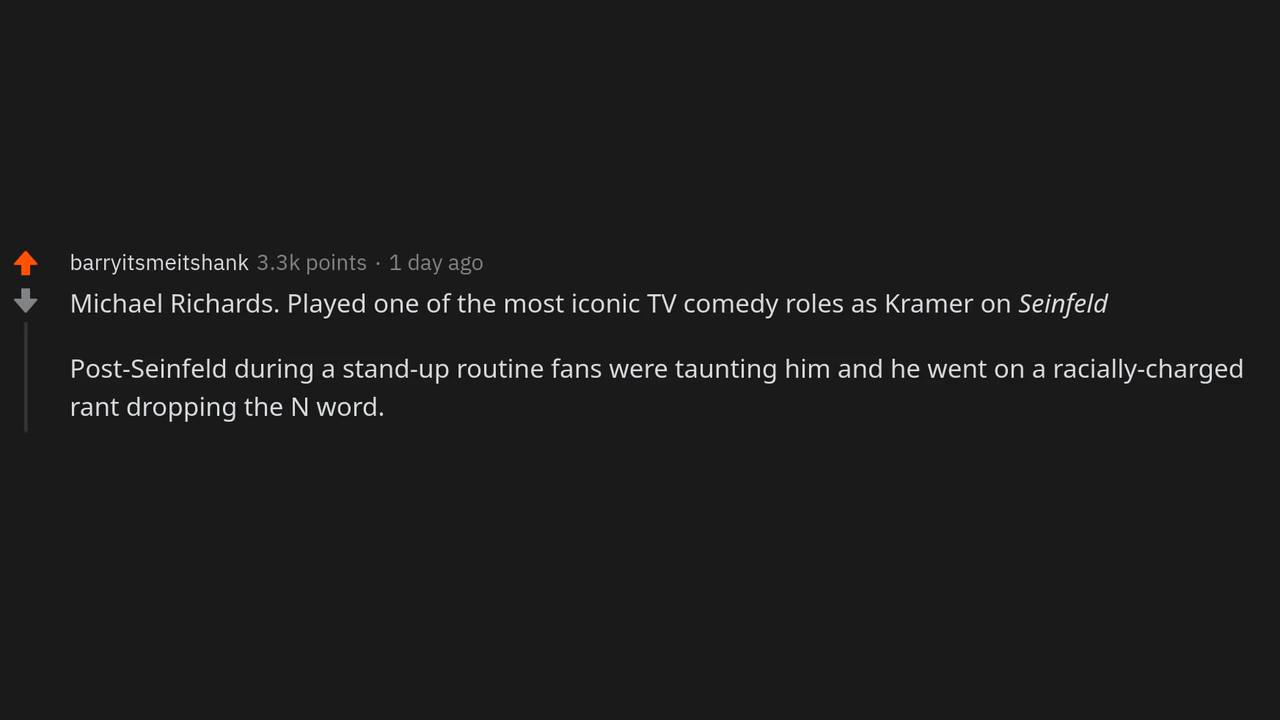 barryitsmeitshank 3.3k points · 1 day ago
Michael Richards. Played one of the most iconic TV comedy roles as Kramer on Seinfeld
Post-Seinfeld during a stand-up routine fans were taunting him and he went on a racially-charged
rant dropping the N word.